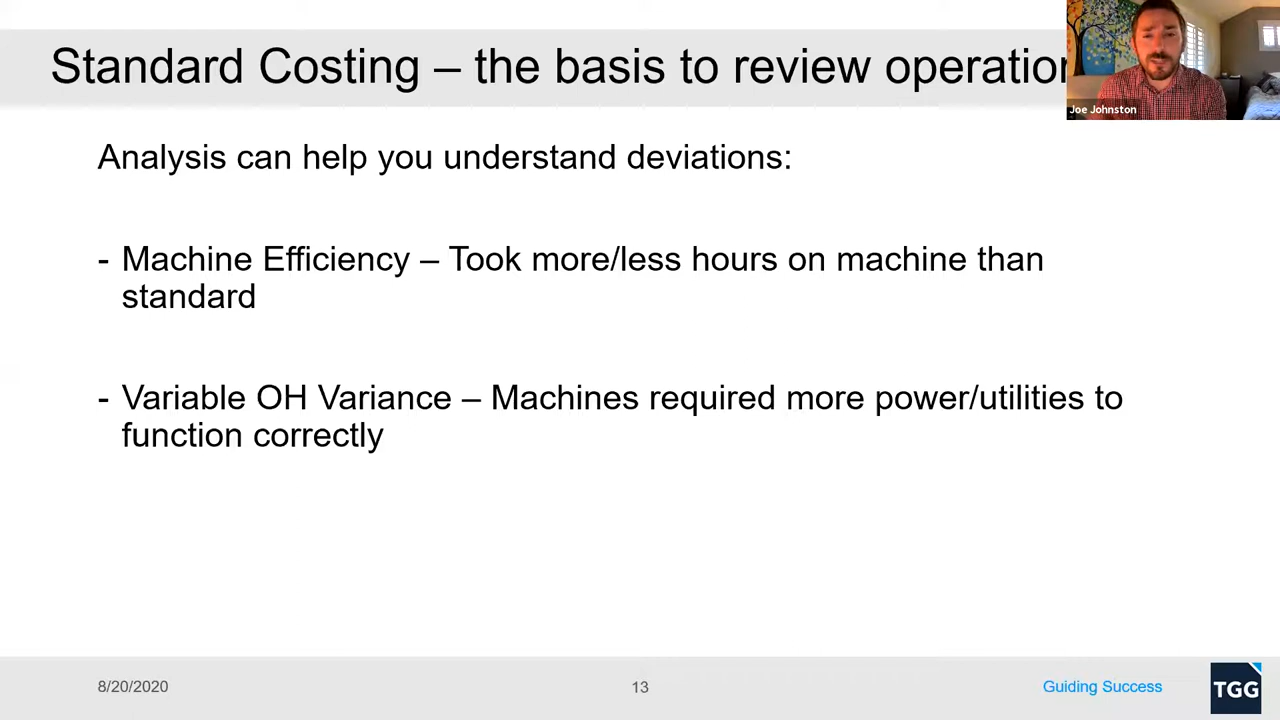 Standard Costing – the basis to review operation
Joe Johnston
Analysis can help you understand deviations:
- Machine Efficiency – Took more/less hours on machine than
standard
- Variable OH Variance – Machines required more power/utilities to
function correctly
8/20/2020
13
Guiding Success
TGG